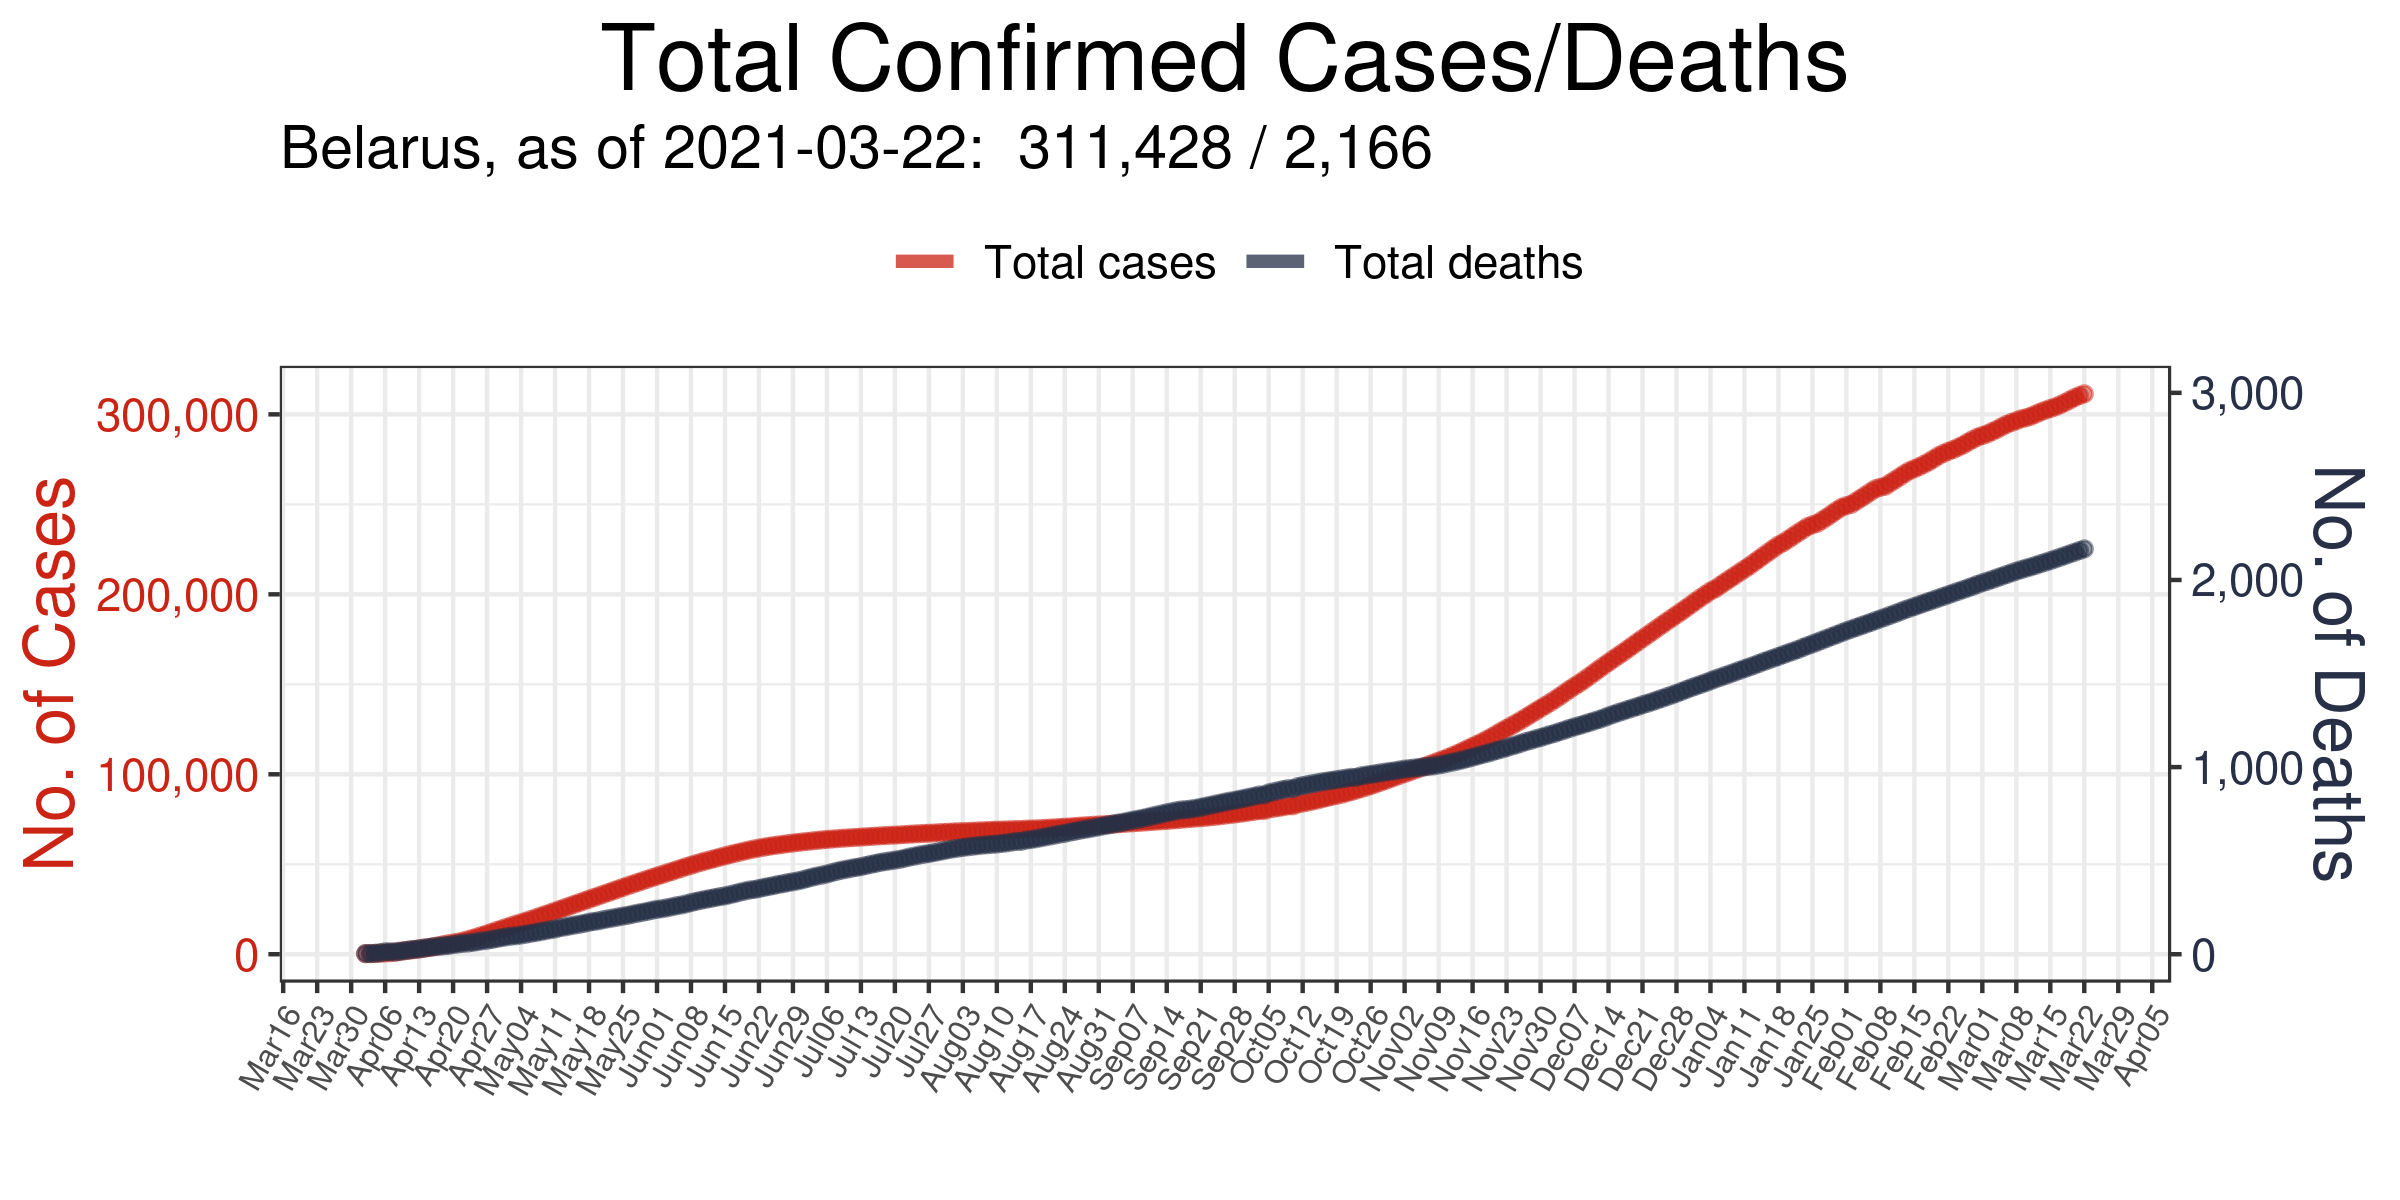 Total Confirmed Cases/Deaths
Belarus, as of 2021-03-22:  311,428 / 2,166
Total cases
Total deaths
No. of Cases
300,000
200,000
100,000
0
3,000
2,000
1,000
0
No. of Deaths
Mar16
Mar23
Mar30
Apr06
Apr13
Apr20
Apr27
May04
May11
May18
May25
Jun01
Jun08
Jun15
Jun22
Jun29
Jul06
Jul13
Jul20
Jul27
Aug03
Aug10
Aug17
Aug24
Aug31
Sep07
Sep14
Sep21
Sep28
Oct05
Oct12
Oct19
Oct26
Nov02
Nov09
Nov16
Nov23
Nov30
Dec07
Dec14
Dec21
Dec28
Jan04
Jan11
Jan18
Jan25
Feb01
Feb08
Feb15
Feb22
Mar01
Mar08
Mar15
Mar22
Mar29
Apr05